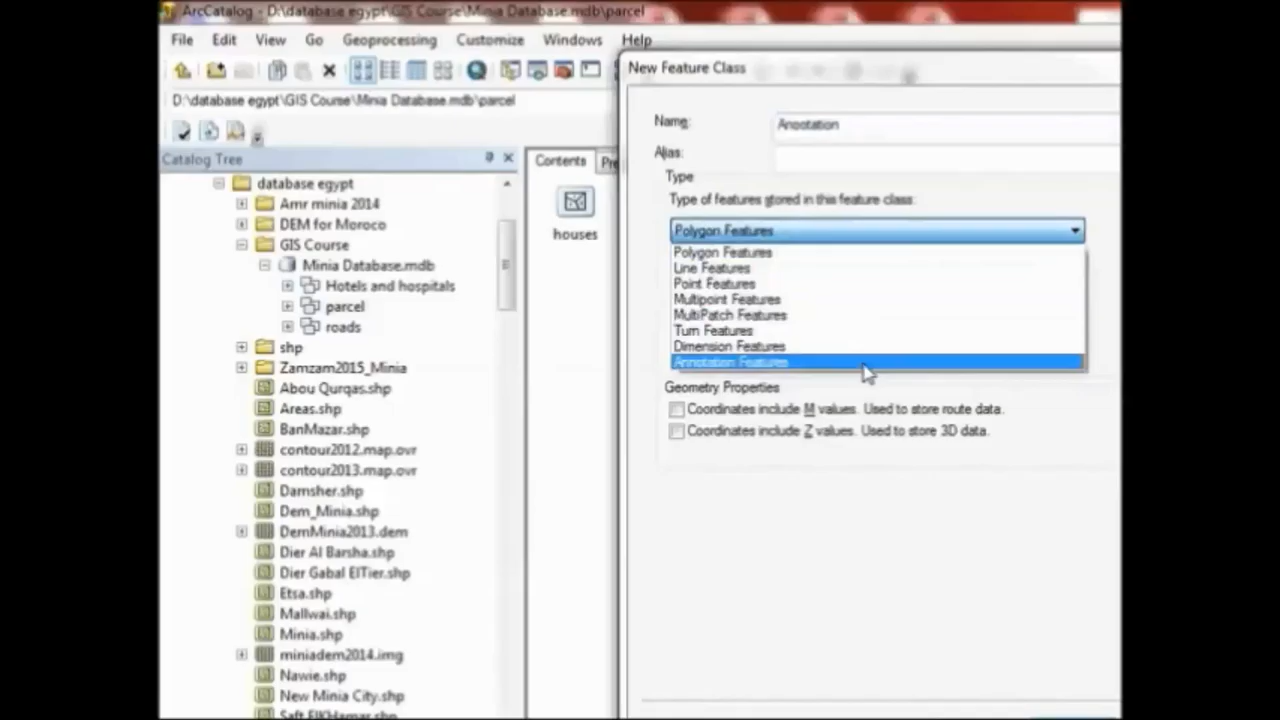 ArcCatalog - D:\database egypt\GIS Course\Minia Database.mdb\parcel
File Edit View Go Geoprocessing Customize Windows Help
D:\database egypt\GIS Course\Minia Database.mdb\parcel
Catalog Tree
database egypt
Amr minia 2014
DEM for Moroco
GIS Course
Minia Database.mdb
Hotels and hospitals
parcel
roads
shp
Zamzam2015_Minia
Abou Qurqas.shp
Areas.shp
BanMazar.shp
contour2012.map.ovr
contour2013.map.ovr
Damsher.shp
Dem_Minia.shp
DemMinia2013.dem
Dier Al Barsha.shp
Dier Gabal ElTier.shp
Etsa.shp
Mallwai.shp
Minia.shp
miniadem2014.img
Nawie.shp
New Minia City.shp
Saft ElKHamar.shp
Contents
houses
New Feature Class
Name:
Alias:
Type
Type of features stored in this feature class:
Polygon Features
Polygon Features
Line Features
Point Features
Multipoint Features
MultiPatch Features
Turn Features
Dimension Features
Annotation Features
Geometry Properties
Coordinates include M values. Used to store route data.
Coordinates include Z values. Used to store 3D data.